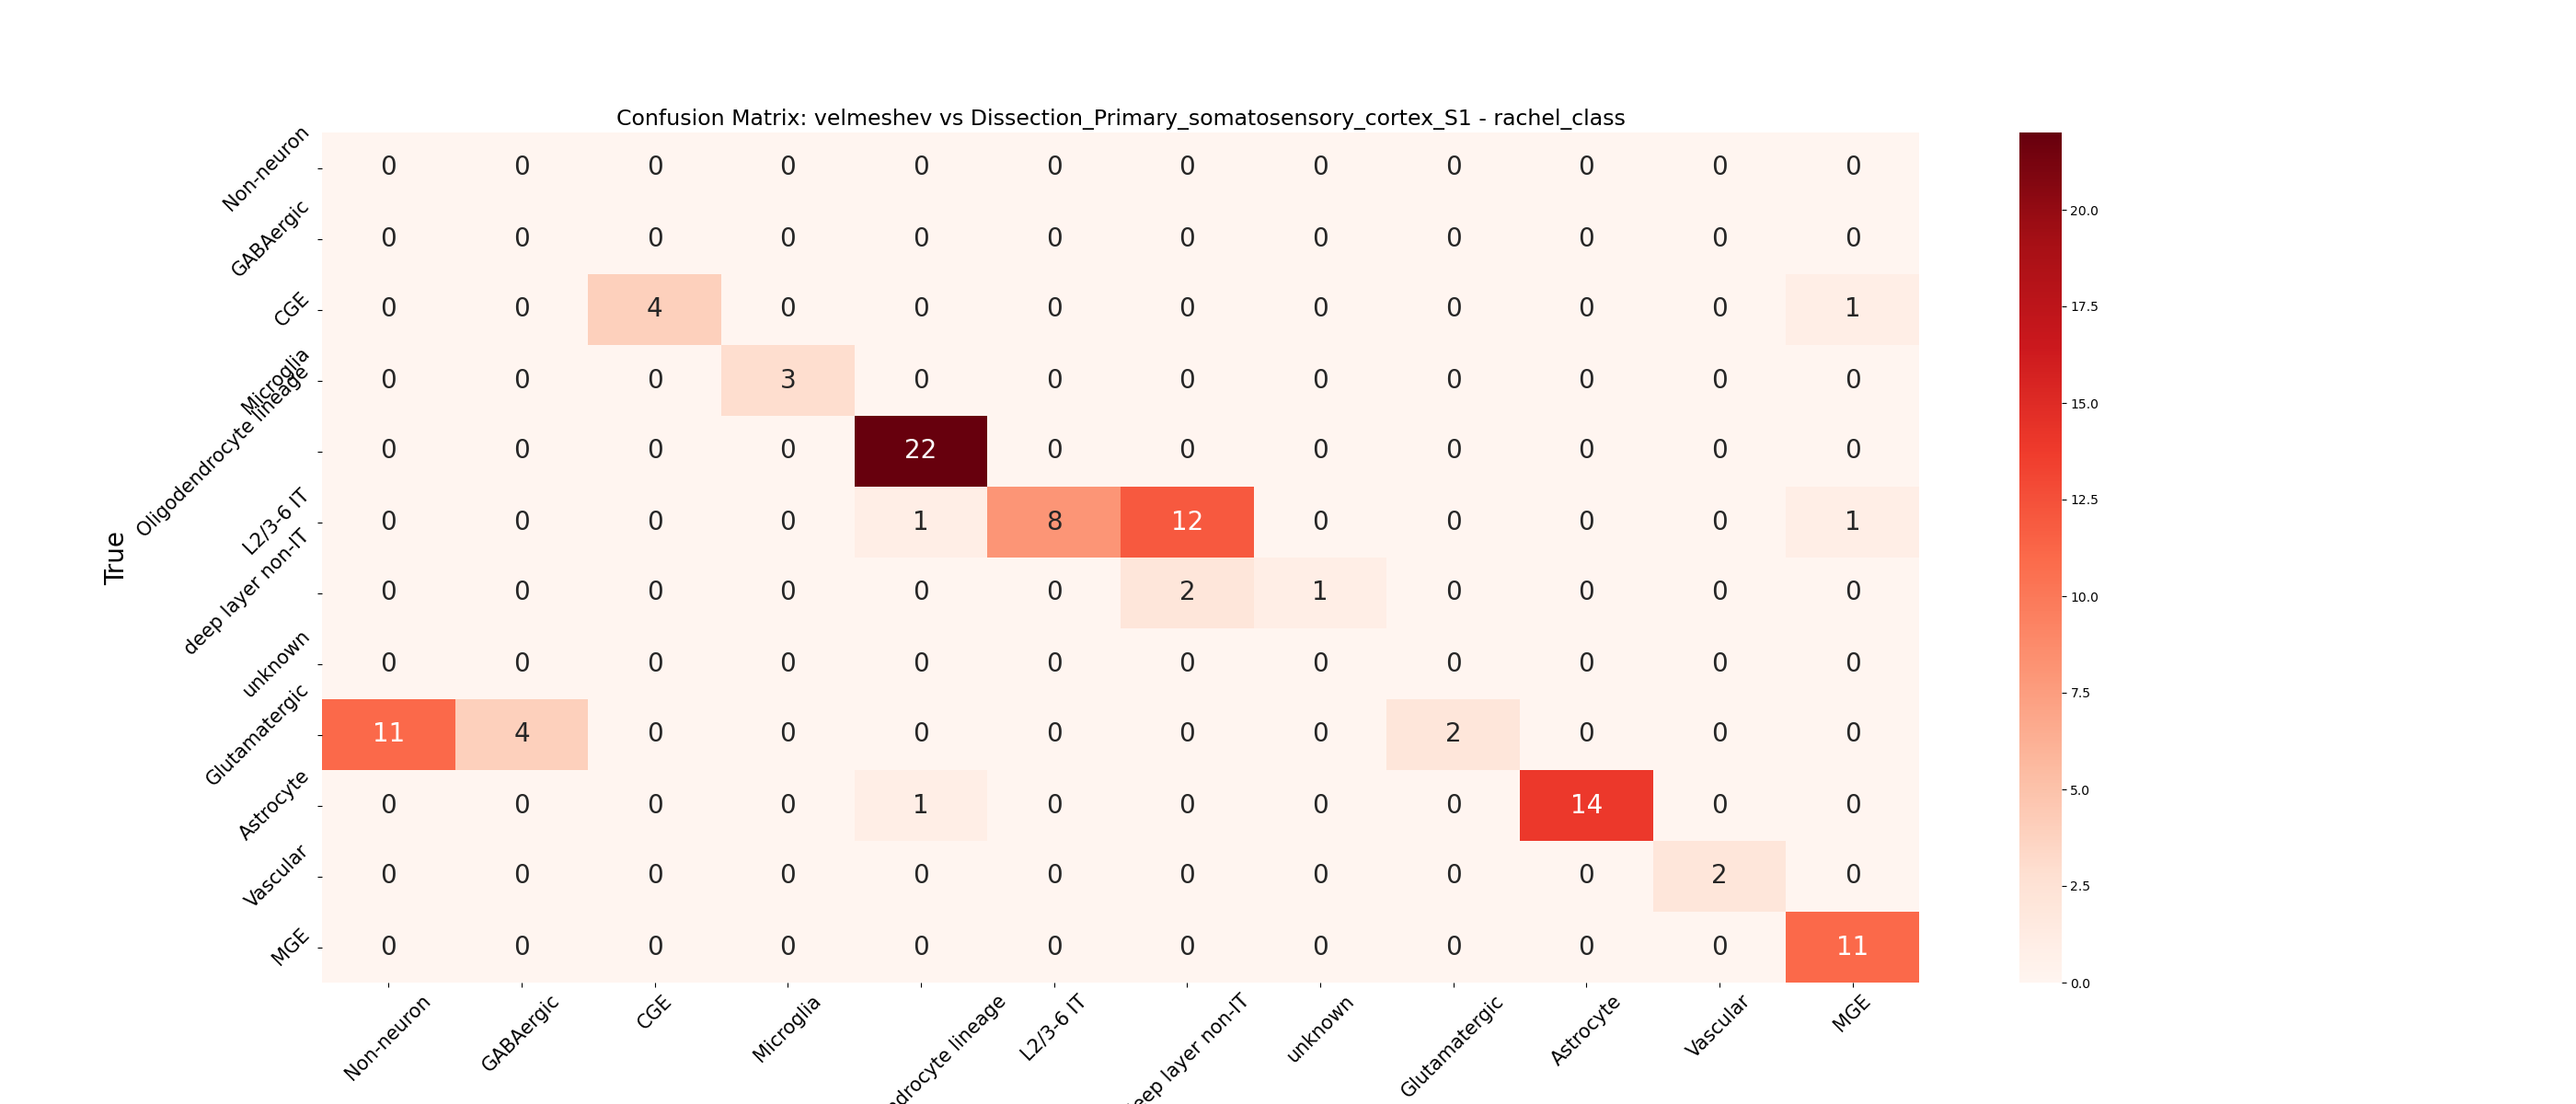 Confusion Matrix: velmeshev vs Dissection_Primary_somatosensory_cortex_S1 - rachel_class
True
Non-neuron 0 0 0 0 0 0 0 0 0 0 0 0
GABAergic 0 0 0 0 0 0 0 0 0 0 0 0
CGE 0 0 4 0 0 0 0 0 0 0 0 1
Microglia 0 0 0 3 0 0 0 0 0 0 0 0
Oligodendrocyte lineage 0 0 0 0 22 0 0 0 0 0 0 0
L2/3-6 IT 0 0 0 0 1 8 12 0 0 0 0 1
deep layer non-IT 0 0 0 0 0 0 2 1 0 0 0 0
unknown 0 0 0 0 0 0 0 0 0 0 0 0
Glutamatergic 11 4 0 0 0 0 0 0 2 0 0 0
Astrocyte 0 0 0 0 1 0 0 0 0 14 0 0
Vascular 0 0 0 0 0 0 0 0 0 0 2 0
MGE 0 0 0 0 0 0 0 0 0 0 0 11
Non-neuron GABAergic CGE Microglia drocyte lineage L2/3-6 IT eep layer non-IT unknown Glutamatergic Astrocyte Vascular MGE
20.0
17.5
15.0
12.5
10.0
7.5
5.0
2.5
0.0